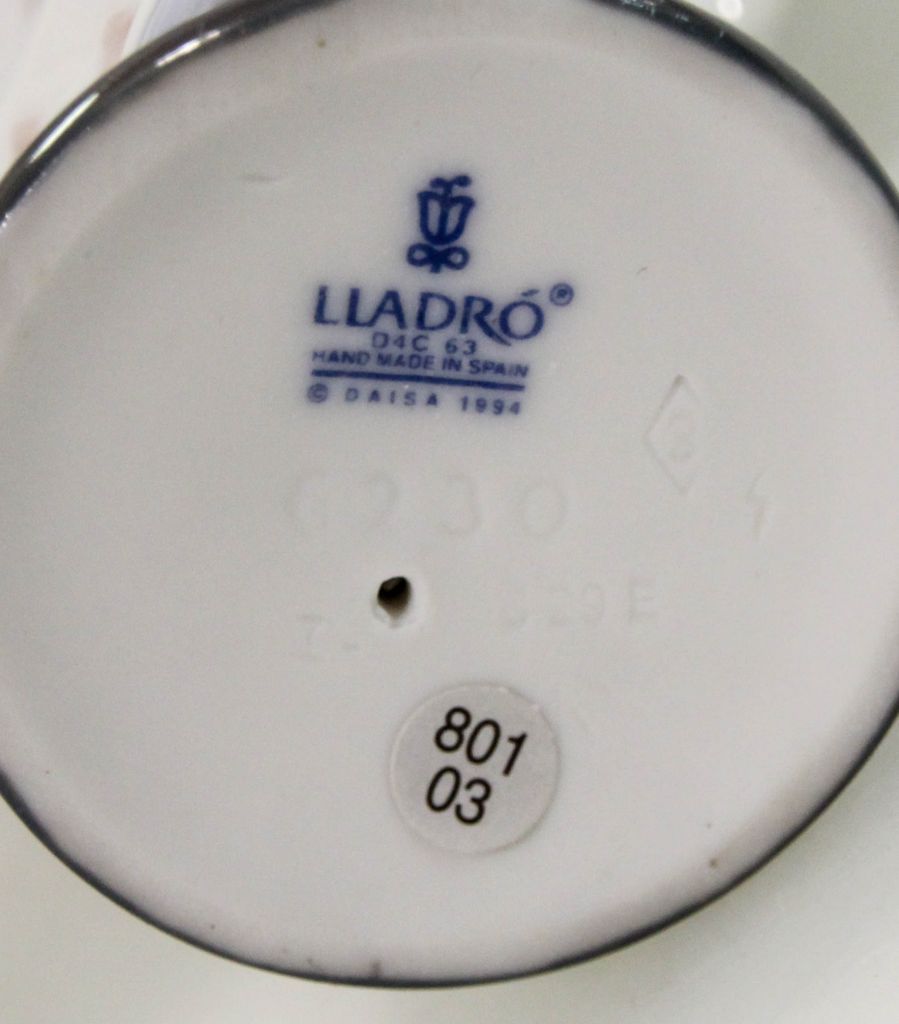 LLADRÓ®
D4C 63
HAND MADE IN SPAIN
© DAISA 1994
801
03